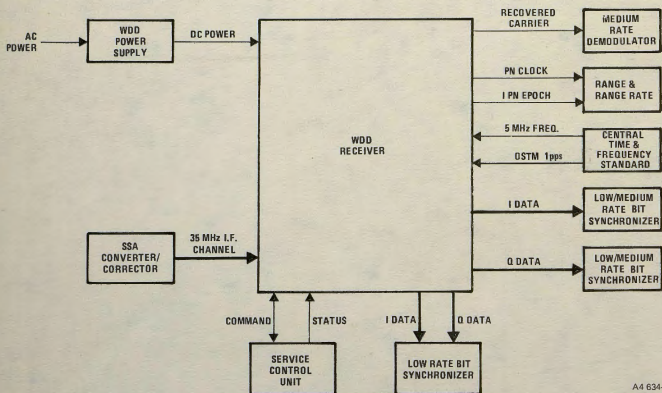 RECOVERED
CARRIER
MEDIUM
RATE
DEMODULATOR
AC
POWER
WDD
POWER
SUPPLY
DC POWER
PN CLOCK
I PN EPOCH
RANGE &
RANGE RATE
WDD
RECEIVER
5 MHz FREQ.
DSTM 1pps
CENTRAL
TIME &
FREQUENCY
STANDARD
I DATA
LOW/MEDIUM
RATE BIT
SYNCHRONIZER
SSA
CONVERTER/
CORRECTOR
35 MHz I.F.
CHANNEL
Q DATA
LOW/MEDIUM
RATE BIT
SYNCHRONIZER
COMMAND
STATUS
I DATA
Q DATA
SERVICE
CONTROL
UNIT
LOW RATE BIT
SYNCHRONIZER
A4 634-